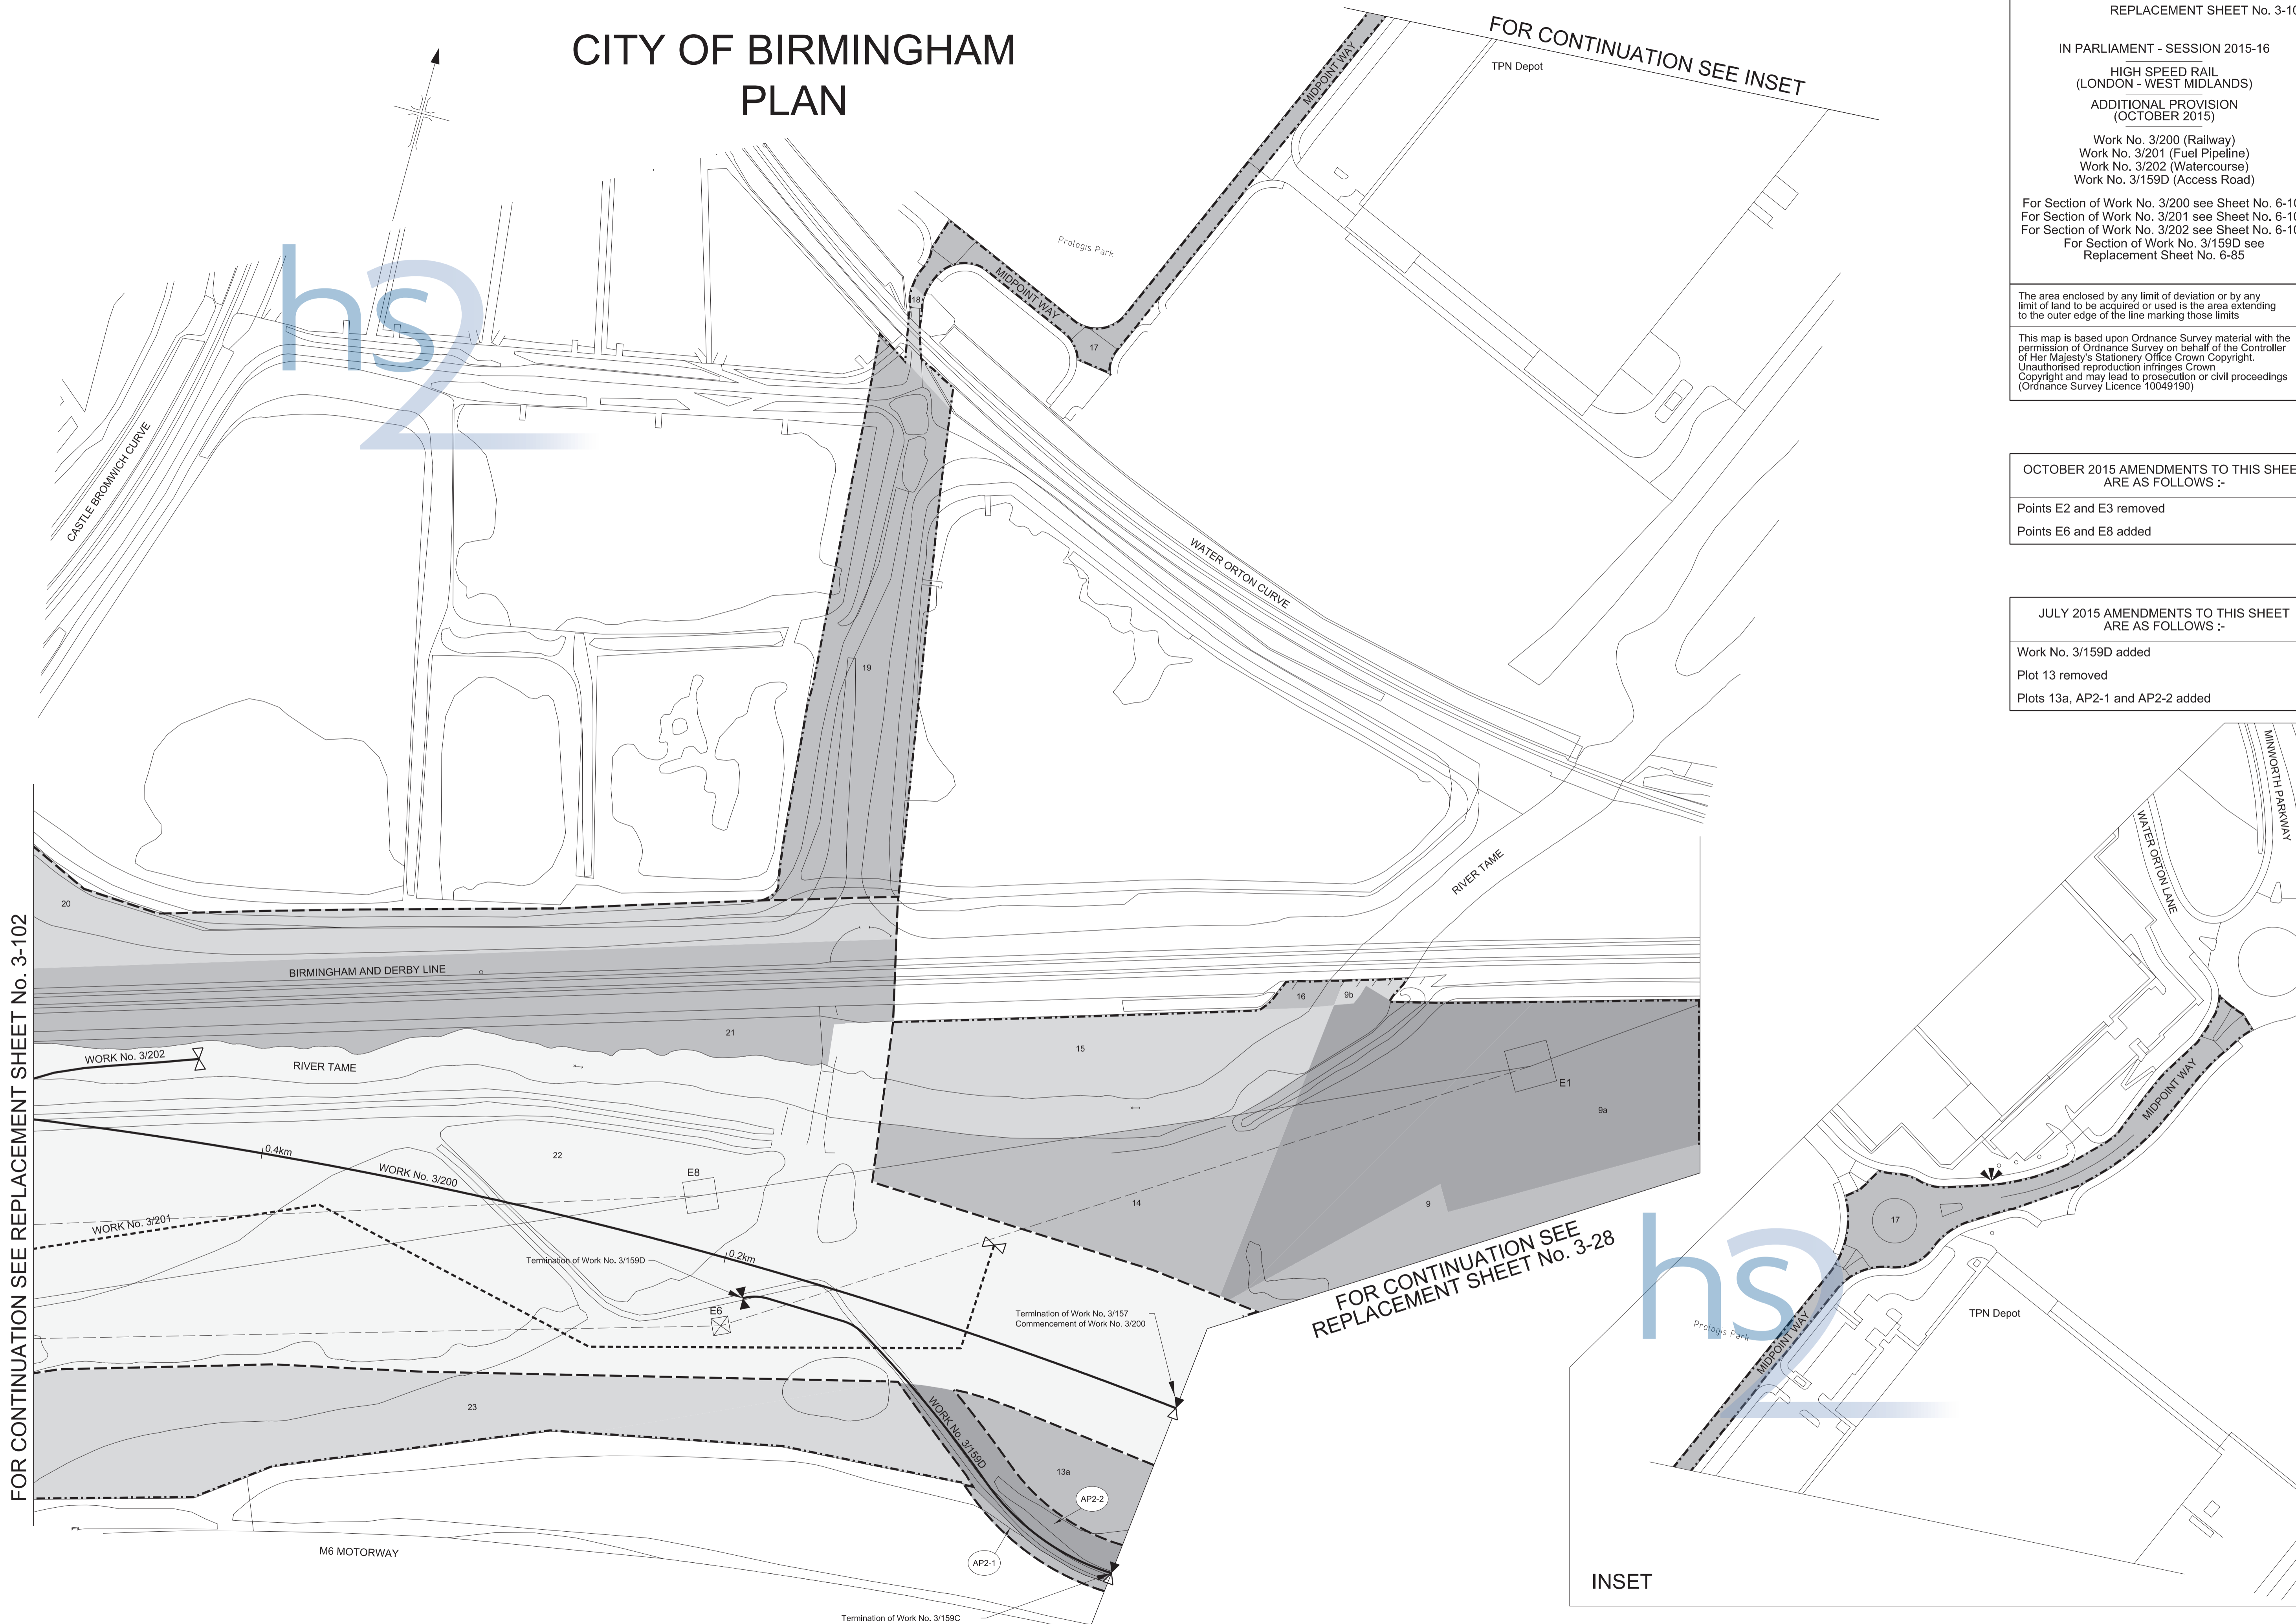 CITY OF BIRMINGHAM
PLAN
FOR CONTINUATION SEE INSET
TPN Depot
MIDPOINT WAY
Prologis Park
MIDPOINT WAY
18
17
hs2
CASTLE BROMWICH CURVE
WATER ORTON CURVE
19
RIVER TAME
FOR CONTINUATION SEE REPLACEMENT SHEET No. 3-102
20
BIRMINGHAM AND DERBY LINE
21
16
9b
15
WORK No. 3/202
RIVER TAME
E1
9a
0.4km
22
WORK No. 3/200
E8
14
9
WORK No. 3/201
Termination of Work No. 3/159D
0.2km
E6
Termination of Work No. 3/157
Commencement of Work No. 3/200
FOR CONTINUATION SEE
REPLACEMENT SHEET No. 3-28
23
WORK No. 3/159D
13a
AP2-2
AP2-1
M6 MOTORWAY
Termination of Work No. 3/159C
IN PARLIAMENT - SESSION 2015-16
HIGH SPEED RAIL
(LONDON - WEST MIDLANDS)
ADDITIONAL PROVISION
(OCTOBER 2015)
Work No. 3/200 (Railway)
Work No. 3/201 (Fuel Pipeline)
Work No. 3/202 (Watercourse)
Work No. 3/159D (Access Road)
REPLACEMENT SHEET No. 3-10
For Section of Work No. 3/200 see Sheet No. 6-10
For Section of Work No. 3/201 see Sheet No. 6-10
For Section of Work No. 3/202 see Sheet No. 6-10
For Section of Work No. 3/159D see
Replacement Sheet No. 6-85
The area enclosed by any limit of deviation or by any
limit of land to be acquired or used is the area extending
to the outer edge of the line marking those limits
This map is based upon Ordnance Survey material with the
permission of Ordnance Survey on behalf of the Controller
of Her Majesty's Stationery Office Crown Copyright.
Unauthorised reproduction infringes Crown
Copyright and may lead to prosecution or civil proceedings
(Ordnance Survey Licence 10049190)
OCTOBER 2015 AMENDMENTS TO THIS SHEE
ARE AS FOLLOWS :-
Points E2 and E3 removed
Points E6 and E8 added
JULY 2015 AMENDMENTS TO THIS SHEET
ARE AS FOLLOWS :-
Work No. 3/159D added
Plot 13 removed
Plots 13a, AP2-1 and AP2-2 added
MINWORTH PARKWAY
WATER ORTON LANE
MIDPOINT WAY
17
hs2
TPN Depot
Prologis Park
MIDPOINT WAY
INSET